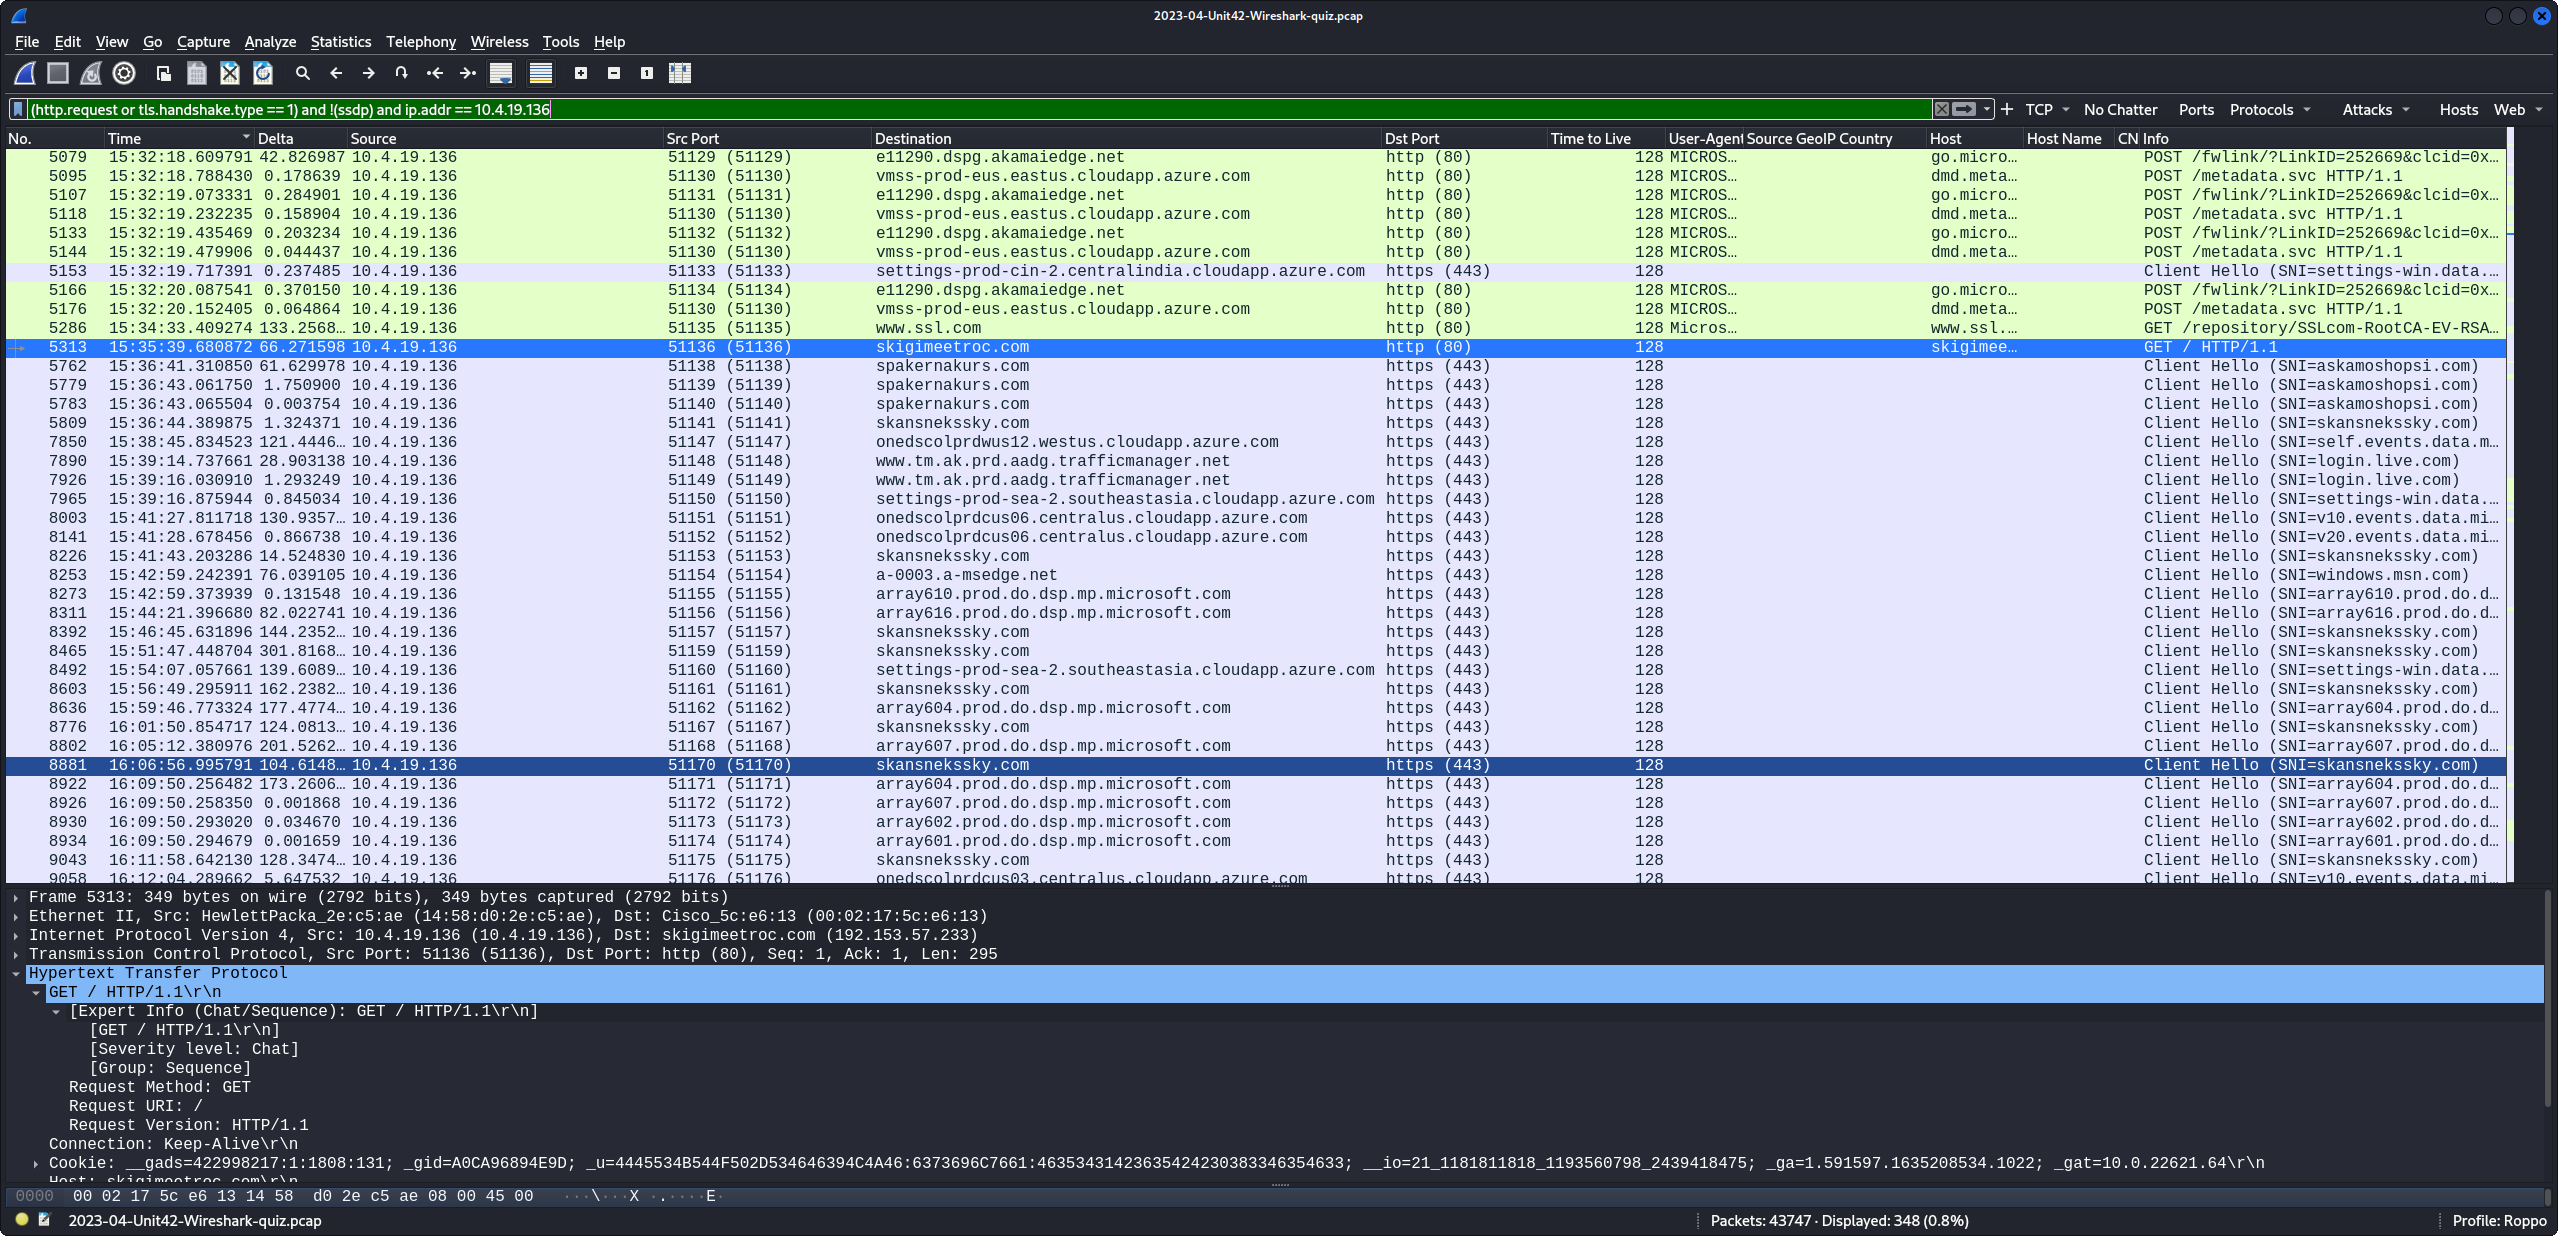 2023-04-Unit42-Wireshark-quiz.pcap
File Edit View Go Capture Analyze Statistics Telephony Wireless Tools Help
(http.request or tls.handshake.type == 1) and !(ssdp) and ip.addr == 10.4.19.136 TCP No Chatter Ports Protocols Attacks Hosts Web
No. Time Delta Source Src Port Destination Dst Port Time to Live User-Agent Source GeoIP Country Host Host Name CN Info
5079 15:32:18.609791 42.826987 10.4.19.136 51129 (51129) e11290.dspg.akamaiedge.net http (80) 128 MICROS… go.micro… POST /fwlink/?LinkID=252669&clcid=0x…
5095 15:32:18.788430 0.178639 10.4.19.136 51130 (51130) vmss-prod-eus.eastus.cloudapp.azure.com http (80) 128 MICROS… dmd.meta… POST /metadata.svc HTTP/1.1
5107 15:32:19.073331 0.284901 10.4.19.136 51131 (51131) e11290.dspg.akamaiedge.net http (80) 128 MICROS… go.micro… POST /fwlink/?LinkID=252669&clcid=0x…
5118 15:32:19.232235 0.158904 10.4.19.136 51130 (51130) vmss-prod-eus.eastus.cloudapp.azure.com http (80) 128 MICROS… dmd.meta… POST /metadata.svc HTTP/1.1
5133 15:32:19.435469 0.203234 10.4.19.136 51132 (51132) e11290.dspg.akamaiedge.net http (80) 128 MICROS… go.micro… POST /fwlink/?LinkID=252669&clcid=0x…
5144 15:32:19.479906 0.044437 10.4.19.136 51130 (51130) vmss-prod-eus.eastus.cloudapp.azure.com http (80) 128 MICROS… dmd.meta… POST /metadata.svc HTTP/1.1
5153 15:32:19.717391 0.237485 10.4.19.136 51133 (51133) settings-prod-cin-2.centralindia.cloudapp.azure.com https (443) 128 Client Hello (SNI=settings-win.data.…
5166 15:32:20.087541 0.370150 10.4.19.136 51134 (51134) e11290.dspg.akamaiedge.net http (80) 128 MICROS… go.micro… POST /fwlink/?LinkID=252669&clcid=0x…
5176 15:32:20.152405 0.064864 10.4.19.136 51130 (51130) vmss-prod-eus.eastus.cloudapp.azure.com http (80) 128 MICROS… dmd.meta… POST /metadata.svc HTTP/1.1
5286 15:34:33.409274 133.2568… 10.4.19.136 51135 (51135) www.ssl.com http (80) 128 Micros… www.ssl.… GET /repository/SSLcom-RootCA-EV-RSA…
5313 15:35:39.680872 66.271598 10.4.19.136 51136 (51136) skigimeetroc.com http (80) 128 skigimee… GET / HTTP/1.1
5762 15:36:41.310850 61.629978 10.4.19.136 51138 (51138) spakernakurs.com https (443) 128 Client Hello (SNI=askamoshopsi.com)
5779 15:36:43.061750 1.750900 10.4.19.136 51139 (51139) spakernakurs.com https (443) 128 Client Hello (SNI=askamoshopsi.com)
5783 15:36:43.065504 0.003754 10.4.19.136 51140 (51140) spakernakurs.com https (443) 128 Client Hello (SNI=askamoshopsi.com)
5809 15:36:44.389875 1.324371 10.4.19.136 51141 (51141) skansnekssky.com https (443) 128 Client Hello (SNI=skansnekssky.com)
7850 15:38:45.834523 121.4446… 10.4.19.136 51147 (51147) onedscolprdwus12.westus.cloudapp.azure.com https (443) 128 Client Hello (SNI=self.events.data.m…
7890 15:39:14.737661 28.903138 10.4.19.136 51148 (51148) www.tm.ak.prd.aadg.trafficmanager.net https (443) 128 Client Hello (SNI=login.live.com)
7926 15:39:16.030910 1.293249 10.4.19.136 51149 (51149) www.tm.ak.prd.aadg.trafficmanager.net https (443) 128 Client Hello (SNI=login.live.com)
7965 15:39:16.875944 0.845034 10.4.19.136 51150 (51150) settings-prod-sea-2.southeastasia.cloudapp.azure.com https (443) 128 Client Hello (SNI=settings-win.data.…
8003 15:41:27.811718 130.9357… 10.4.19.136 51151 (51151) onedscolprdcus06.centralus.cloudapp.azure.com https (443) 128 Client Hello (SNI=v10.events.data.mi…
8141 15:41:28.678456 0.866738 10.4.19.136 51152 (51152) onedscolprdcus06.centralus.cloudapp.azure.com https (443) 128 Client Hello (SNI=v20.events.data.mi…
8226 15:41:43.203286 14.524830 10.4.19.136 51153 (51153) skansnekssky.com https (443) 128 Client Hello (SNI=skansnekssky.com)
8253 15:42:59.242391 76.039105 10.4.19.136 51154 (51154) a-0003.a-msedge.net https (443) 128 Client Hello (SNI=windows.msn.com)
8273 15:42:59.373939 0.131548 10.4.19.136 51155 (51155) array610.prod.do.dsp.mp.microsoft.com https (443) 128 Client Hello (SNI=array610.prod.do.d…
8311 15:44:21.396680 82.022741 10.4.19.136 51156 (51156) array616.prod.do.dsp.mp.microsoft.com https (443) 128 Client Hello (SNI=array616.prod.do.d…
8392 15:46:45.631896 144.2352… 10.4.19.136 51157 (51157) skansnekssky.com https (443) 128 Client Hello (SNI=skansnekssky.com)
8465 15:51:47.448704 301.8168… 10.4.19.136 51159 (51159) skansnekssky.com https (443) 128 Client Hello (SNI=skansnekssky.com)
8492 15:54:07.057661 139.6089… 10.4.19.136 51160 (51160) settings-prod-sea-2.southeastasia.cloudapp.azure.com https (443) 128 Client Hello (SNI=settings-win.data.…
8603 15:56:49.295911 162.2382… 10.4.19.136 51161 (51161) skansnekssky.com https (443) 128 Client Hello (SNI=skansnekssky.com)
8636 15:59:46.773324 177.4774… 10.4.19.136 51162 (51162) array604.prod.do.dsp.mp.microsoft.com https (443) 128 Client Hello (SNI=array604.prod.do.d…
8776 16:01:50.854717 124.0813… 10.4.19.136 51167 (51167) skansnekssky.com https (443) 128 Client Hello (SNI=skansnekssky.com)
8802 16:05:12.380976 201.5262… 10.4.19.136 51168 (51168) array607.prod.do.dsp.mp.microsoft.com https (443) 128 Client Hello (SNI=array607.prod.do.d…
8881 16:06:56.995791 104.6148… 10.4.19.136 51170 (51170) skansnekssky.com https (443) 128 Client Hello (SNI=skansnekssky.com)
8922 16:09:50.256482 173.2606… 10.4.19.136 51171 (51171) array604.prod.do.dsp.mp.microsoft.com https (443) 128 Client Hello (SNI=array604.prod.do.d…
8926 16:09:50.258350 0.001868 10.4.19.136 51172 (51172) array607.prod.do.dsp.mp.microsoft.com https (443) 128 Client Hello (SNI=array607.prod.do.d…
8930 16:09:50.293020 0.034670 10.4.19.136 51173 (51173) array602.prod.do.dsp.mp.microsoft.com https (443) 128 Client Hello (SNI=array602.prod.do.d…
8934 16:09:50.294679 0.001659 10.4.19.136 51174 (51174) array601.prod.do.dsp.mp.microsoft.com https (443) 128 Client Hello (SNI=array601.prod.do.d…
9043 16:11:58.642130 128.3474… 10.4.19.136 51175 (51175) skansnekssky.com https (443) 128 Client Hello (SNI=skansnekssky.com)
9058 16:12:04.289662 5.647532 10.4.19.136 51176 (51176) onedscolprdcus03.centralus.cloudapp.azure.com https (443) 128 Client Hello (SNI=v10.events.data.mi…
Frame 5313: 349 bytes on wire (2792 bits), 349 bytes captured (2792 bits)
Ethernet II, Src: HewlettPacka_2e:c5:ae (14:58:d0:2e:c5:ae), Dst: Cisco_5c:e6:13 (00:02:17:5c:e6:13)
Internet Protocol Version 4, Src: 10.4.19.136 (10.4.19.136), Dst: skigimeetroc.com (192.153.57.233)
Transmission Control Protocol, Src Port: 51136 (51136), Dst Port: http (80), Seq: 1, Ack: 1, Len: 295
Hypertext Transfer Protocol
GET / HTTP/1.1\r\n
[Expert Info (Chat/Sequence): GET / HTTP/1.1\r\n]
[GET / HTTP/1.1\r\n]
[Severity level: Chat]
[Group: Sequence]
Request Method: GET
Request URI: /
Request Version: HTTP/1.1
Connection: Keep-Alive\r\n
Cookie: __gads=422998217:1:1808:131; _gid=A0CA96894E9D; _u=4445534B544F502D534646394C4A46:6373696C7661:46353431423635424230383346354633; __io=21_1181811818_1193560798_2439418475; _ga=1.591597.1635208534.1022; _gat=10.0.22621.64\r\n
Host: skigimeetroc.com\r\n
0000 00 02 17 5c e6 13 14 58 d0 2e c5 ae 08 00 45 00 ···\···X ·.····E·
2023-04-Unit42-Wireshark-quiz.pcap Packets: 43747 · Displayed: 348 (0.8%) Profile: Roppo